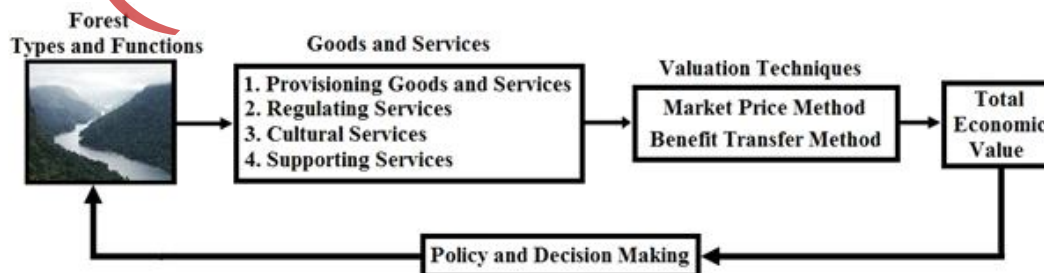 Forest
Types and Functions
Goods and Services
1. Provisioning Goods and Services
2. Regulating Services
3. Cultural Services
4. Supporting Services
Valuation Techniques
Market Price Method
Benefit Transfer Method
Total
Economic
Value
Policy and Decision Making